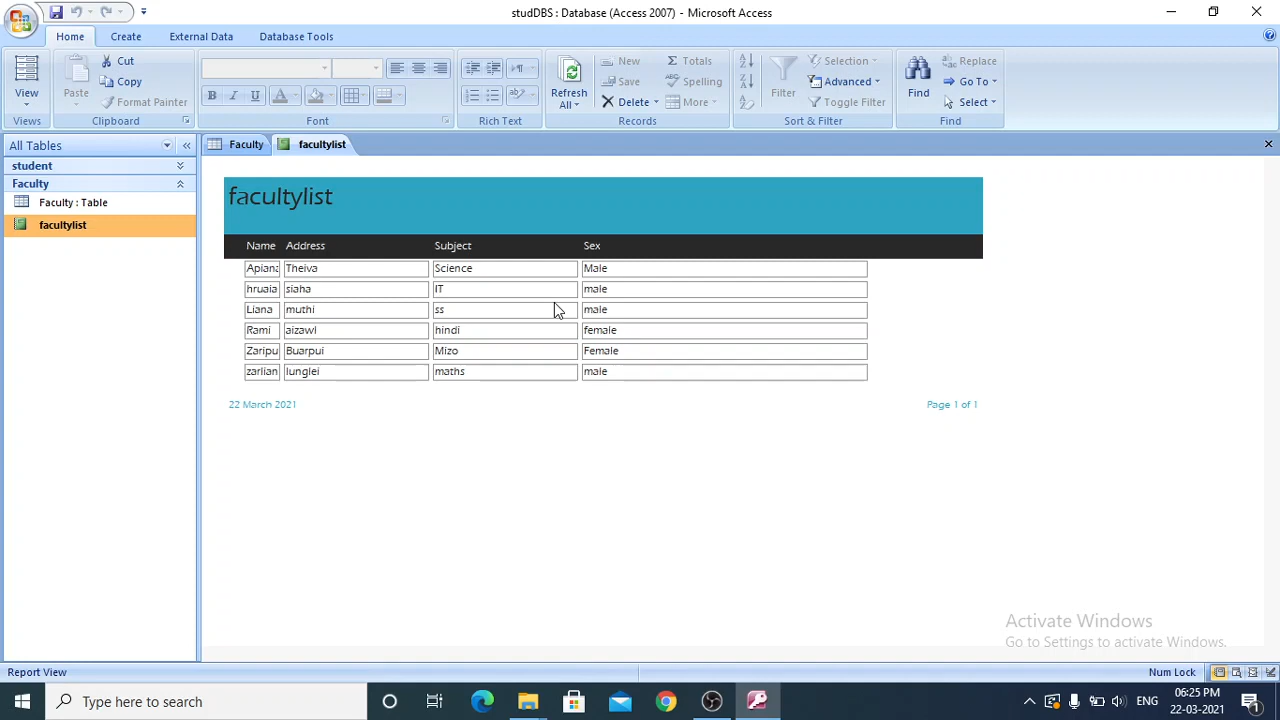 studDBS : Database (Access 2007) - Microsoft Access
Home Create External Data Database Tools
View
Views
Paste
Cut
Copy
Format Painter
Clipboard
B I U A
Font
Rich Text
Refresh
All
New
Save
Delete
Totals
Spelling
More
Records
Filter
Selection
Advanced
Toggle Filter
Sort & Filter
Find
Replace
Go To
Select
Find
All Tables
student
Faculty
Faculty : Table
facultylist
Faculty facultylist
facultylist
Name Address Subject Sex
Apiana Theiva Science Male
hruaia siaha IT male
Liana muthi ss male
Rami aizawl hindi female
Zaripu Buarpui Mizo Female
zarlian lunglei maths male
22 March 2021 Page 1 of 1
Activate Windows
Go to Settings to activate Windows.
Report View Num Lock
Type here to search
ENG
06:25 PM
22-03-2021
1